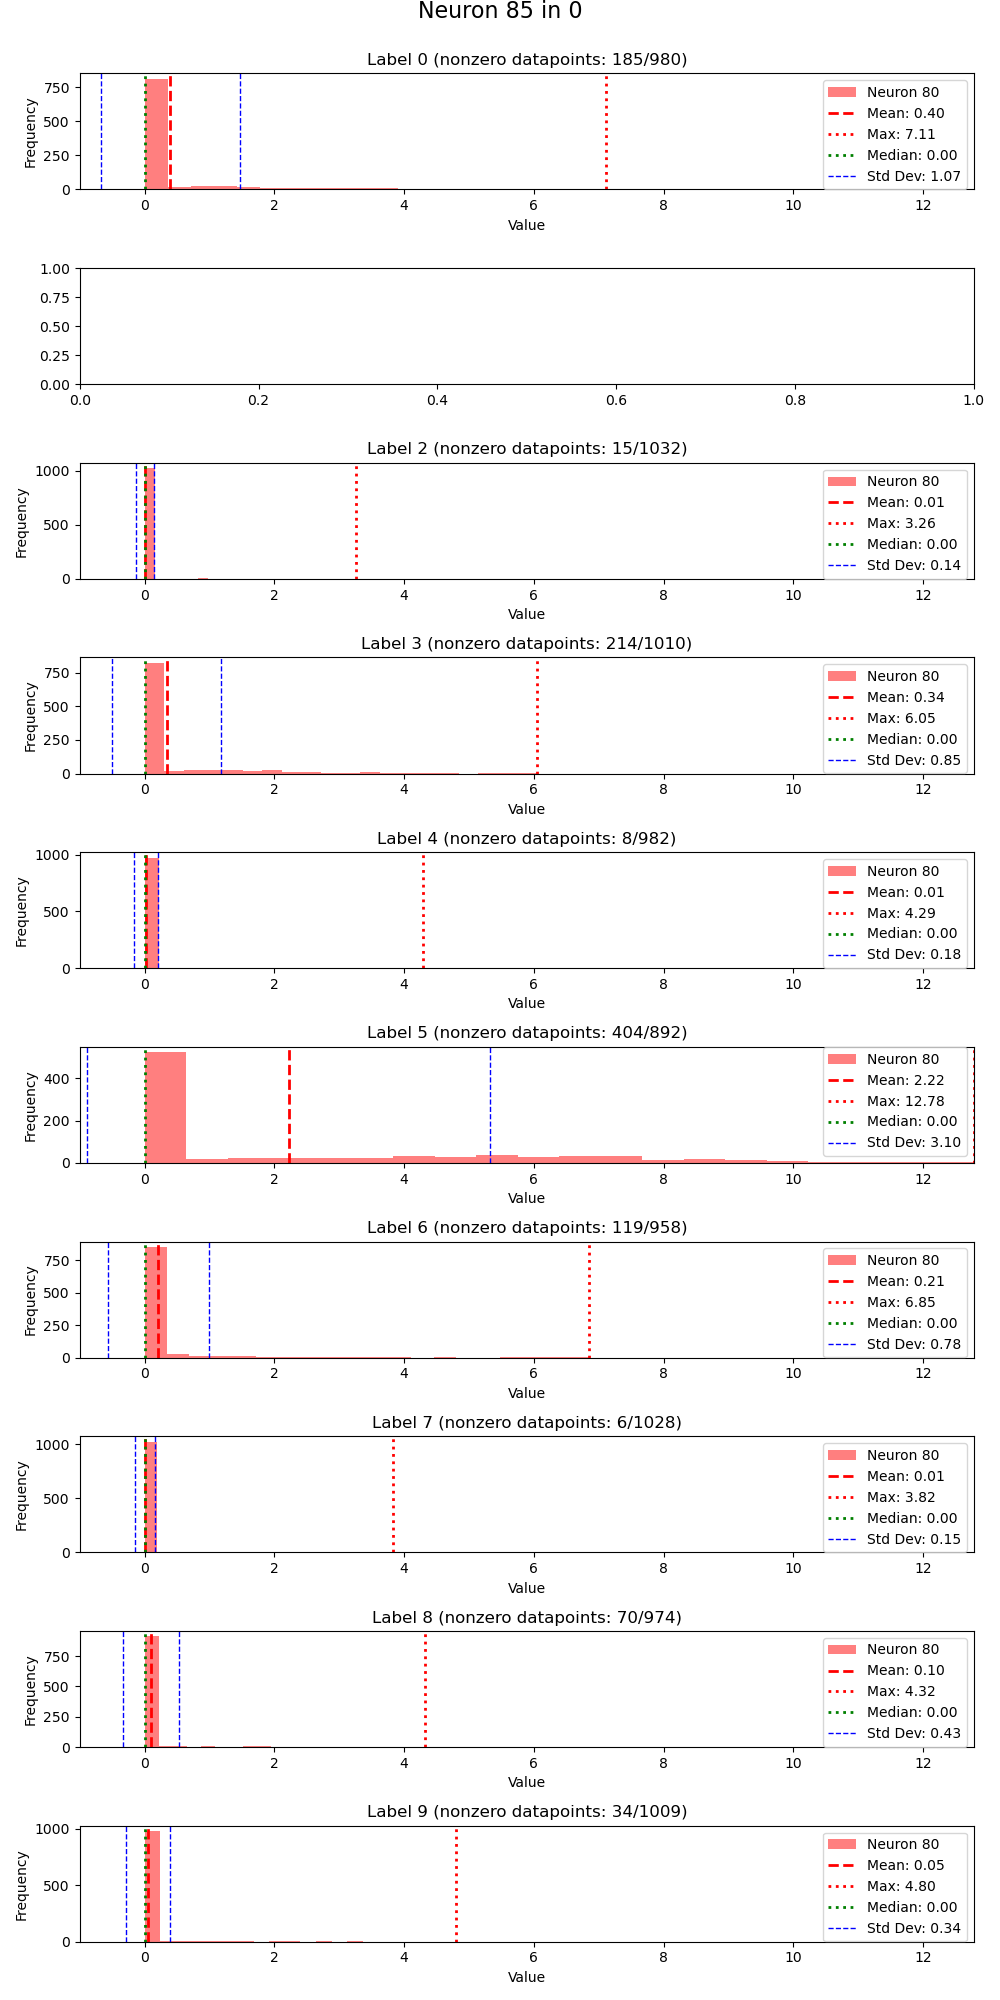 Neuron 85 in 0
Label 0 (nonzero datapoints: 185/980)
Frequency
750
500
250
0
Neuron 80
Mean: 0.40
Max: 7.11
Median: 0.00
Std Dev: 1.07
0 2 4 6 8 10 12
Value
1.00
0.75
0.50
0.25
0.00
0.0 0.2 0.4 0.6 0.8 1.0
Label 2 (nonzero datapoints: 15/1032)
Frequency
1000
500
0
Neuron 80
Mean: 0.01
Max: 3.26
Median: 0.00
Std Dev: 0.14
0 2 4 6 8 10 12
Value
Label 3 (nonzero datapoints: 214/1010)
Frequency
750
500
250
0
Neuron 80
Mean: 0.34
Max: 6.05
Median: 0.00
Std Dev: 0.85
0 2 4 6 8 10 12
Value
Label 4 (nonzero datapoints: 8/982)
Frequency
1000
500
0
Neuron 80
Mean: 0.01
Max: 4.29
Median: 0.00
Std Dev: 0.18
0 2 4 6 8 10 12
Value
Label 5 (nonzero datapoints: 404/892)
Frequency
400
200
0
Neuron 80
Mean: 2.22
Max: 12.78
Median: 0.00
Std Dev: 3.10
0 2 4 6 8 10 12
Value
Label 6 (nonzero datapoints: 119/958)
Frequency
750
500
250
0
Neuron 80
Mean: 0.21
Max: 6.85
Median: 0.00
Std Dev: 0.78
0 2 4 6 8 10 12
Value
Label 7 (nonzero datapoints: 6/1028)
Frequency
1000
500
0
Neuron 80
Mean: 0.01
Max: 3.82
Median: 0.00
Std Dev: 0.15
0 2 4 6 8 10 12
Value
Label 8 (nonzero datapoints: 70/974)
Frequency
750
500
250
0
Neuron 80
Mean: 0.10
Max: 4.32
Median: 0.00
Std Dev: 0.43
0 2 4 6 8 10 12
Value
Label 9 (nonzero datapoints: 34/1009)
Frequency
1000
500
0
Neuron 80
Mean: 0.05
Max: 4.80
Median: 0.00
Std Dev: 0.34
0 2 4 6 8 10 12
Value